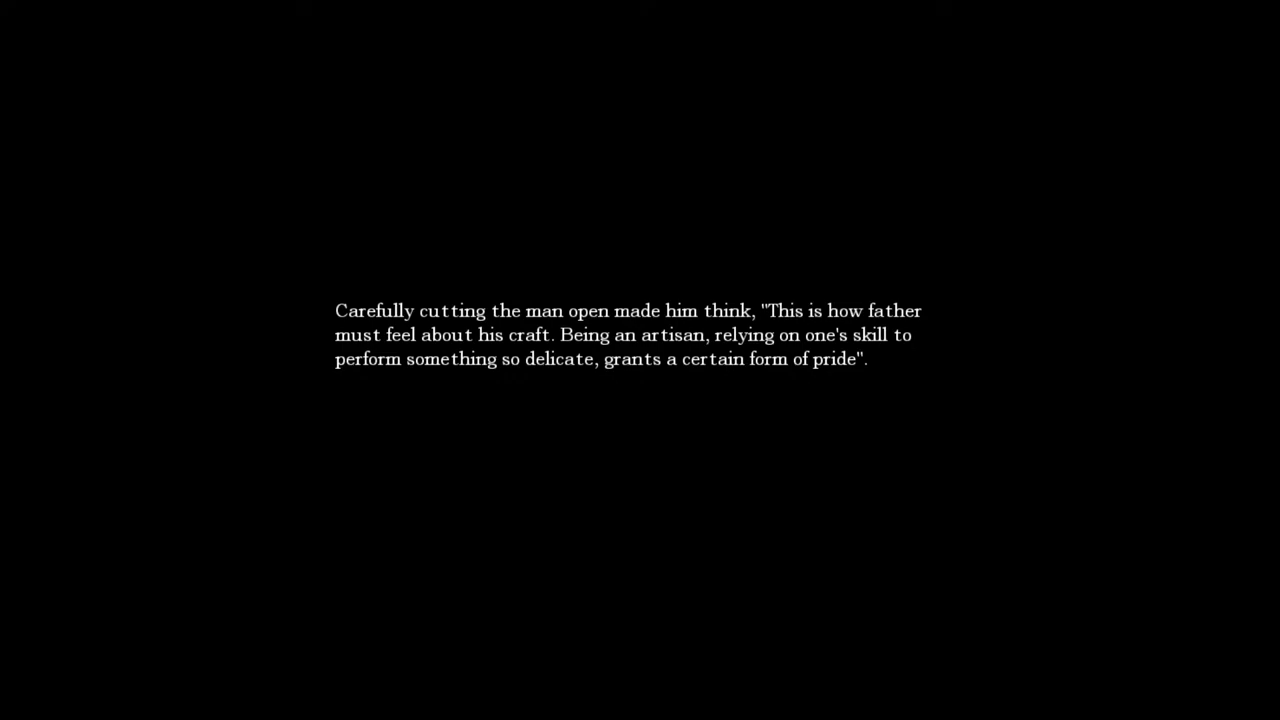 Carefully cutting the man open made him think, "This is how father
must feel about his craft. Being an artisan, relying on one's skill to
perform something so delicate, grants a certain form of pride".